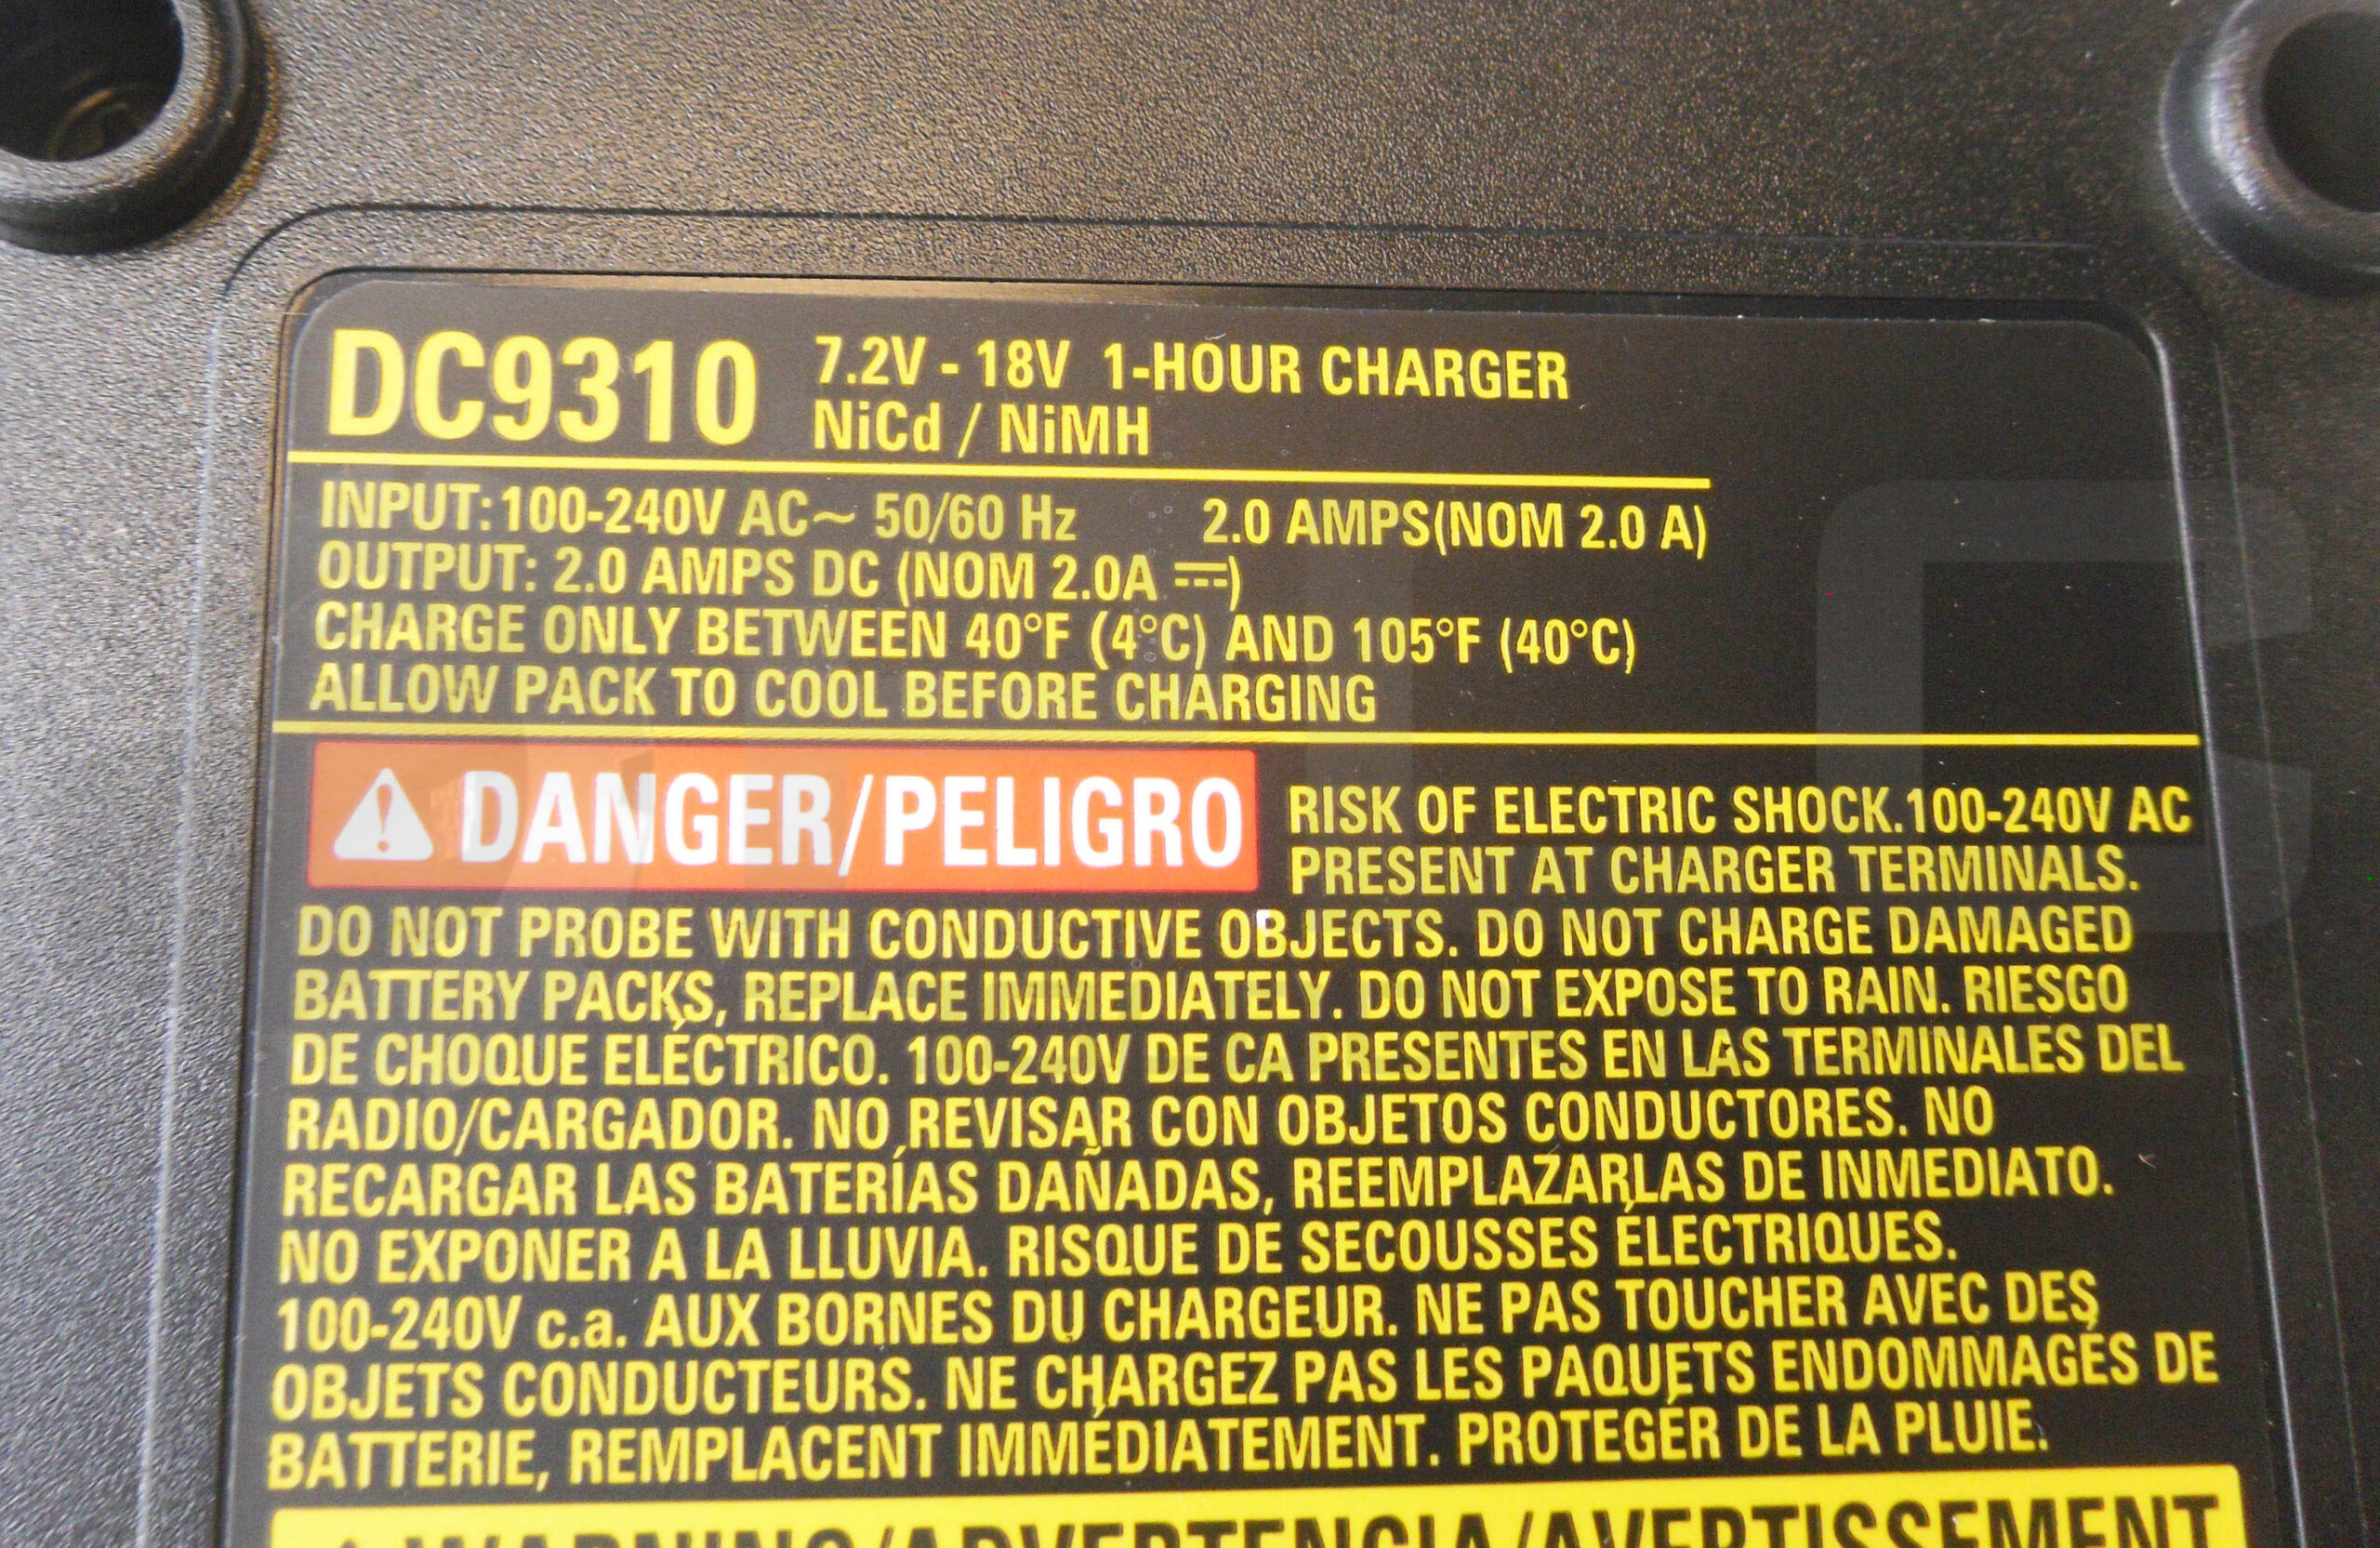 DC9310 7.2V - 18V 1-HOUR CHARGER
NiCd / NiMH
INPUT: 100-240V AC~ 50/60 Hz 2.0 AMPS(NOM 2.0 A)
OUTPUT: 2.0 AMPS DC (NOM 2.0A ⎓)
CHARGE ONLY BETWEEN 40°F (4°C) AND 105°F (40°C)
ALLOW PACK TO COOL BEFORE CHARGING
⚠ DANGER/PELIGRO
RISK OF ELECTRIC SHOCK.100-240V AC
PRESENT AT CHARGER TERMINALS.
DO NOT PROBE WITH CONDUCTIVE OBJECTS. DO NOT CHARGE DAMAGED
BATTERY PACKS, REPLACE IMMEDIATELY. DO NOT EXPOSE TO RAIN. RIESGO
DE CHOQUE ELÉCTRICO. 100-240V DE CA PRESENTES EN LAS TERMINALES DEL
RADIO/CARGADOR. NO REVISAR CON OBJETOS CONDUCTORES. NO
RECARGAR LAS BATERÍAS DAÑADAS, REEMPLAZARLAS DE INMEDIATO.
NO EXPONER A LA LLUVIA. RISQUE DE SECOUSSES ÉLECTRIQUES.
100-240V c.a. AUX BORNES DU CHARGEUR. NE PAS TOUCHER AVEC DES
OBJETS CONDUCTEURS. NE CHARGEZ PAS LES PAQUETS ENDOMMAGÉS DE
BATTERIE, REMPLACENT IMMÉDIATEMENT. PROTEGÉR DE LA PLUIE.
⚠ WARNING/ADVERTENCIA/AVERTISSEMENT